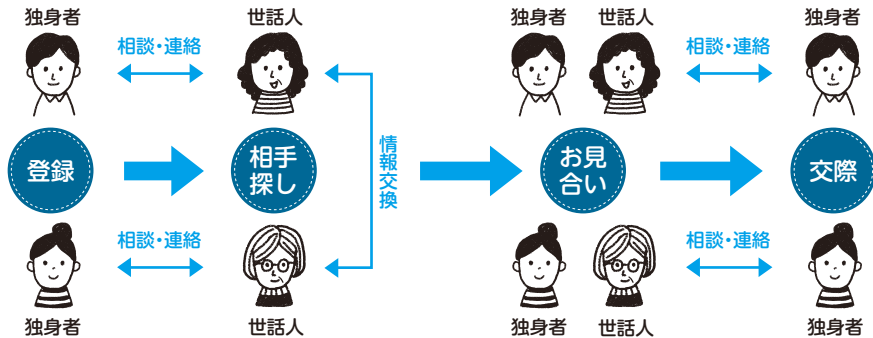 独身者
世話人
独身者
世話人
独身者
相談・連絡
相談・連絡
登録
相手
探し
情報交換
お見
合い
交際
相談・連絡
相談・連絡
独身者
世話人
独身者
世話人
独身者